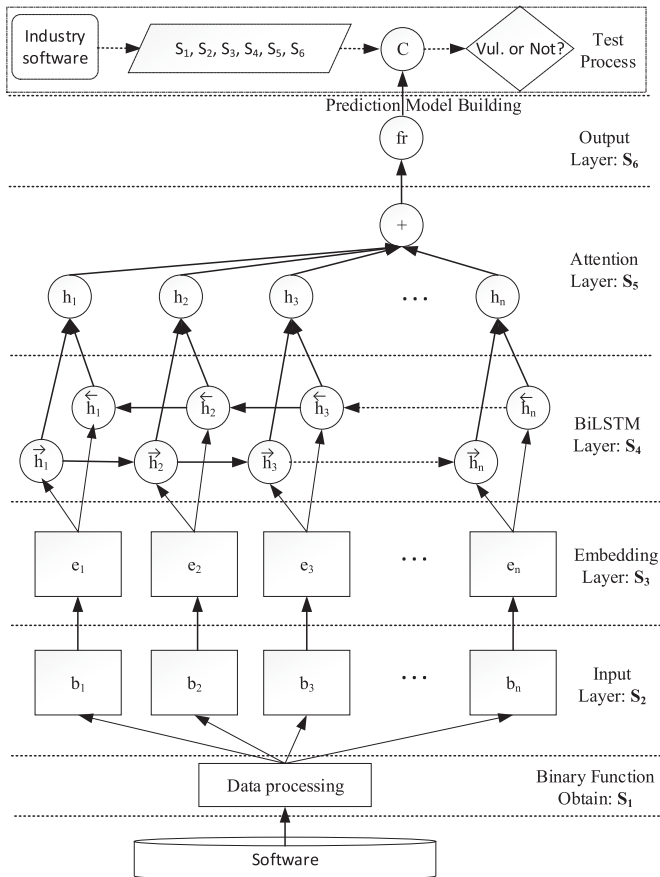 Industry
software
S₁, S₂, S₃, S₄, S₅, S₆
C
Vul. or Not?
Test
Process
Prediction Model Building
fr
Output
Layer: S₆
+
Attention
Layer: S₅
h₁
h₂
h₃
...
hₙ
←h₁
←h₂
←h₃
←hₙ
BiLSTM
Layer: S₄
→h₁
→h₂
→h₃
→hₙ
e₁
e₂
e₃
...
eₙ
Embedding
Layer: S₃
b₁
b₂
b₃
...
bₙ
Input
Layer: S₂
Data processing
Binary Function
Obtain: S₁
Software